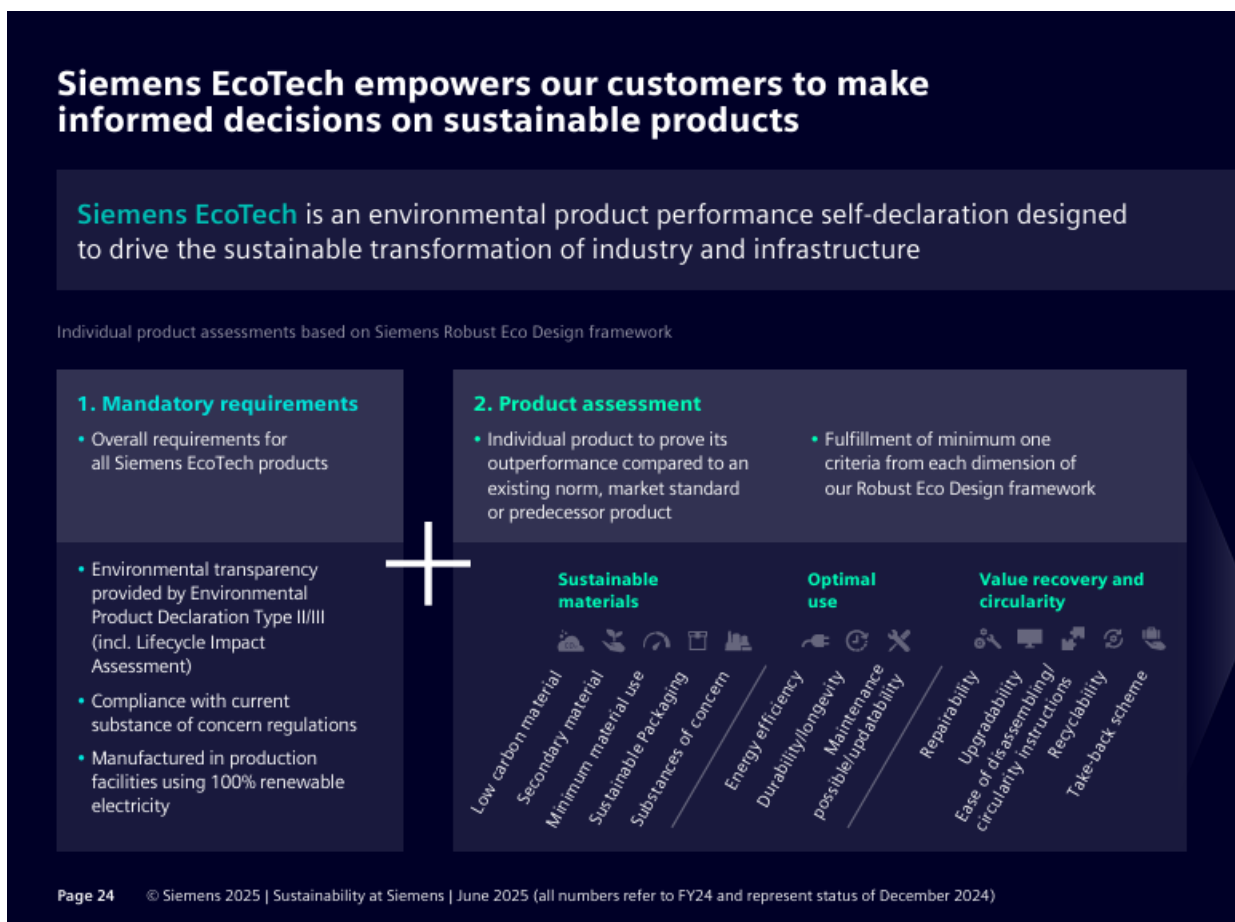 Siemens EcoTech empowers our customers to make
informed decisions on sustainable products
Siemens EcoTech is an environmental product performance self-declaration designed
to drive the sustainable transformation of industry and infrastructure
Individual product assessments based on Siemens Robust Eco Design framework
1. Mandatory requirements
• Overall requirements for
all Siemens EcoTech products
• Environmental transparency
provided by Environmental
Product Declaration Type II/III
(incl. Lifecycle Impact
Assessment)
• Compliance with current
substance of concern regulations
• Manufactured in production
facilities using 100% renewable
electricity
2. Product assessment
• Individual product to prove its
outperformance compared to an
existing norm, market standard
or predecessor product
• Fulfillment of minimum one
criteria from each dimension of
our Robust Eco Design framework
Sustainable
materials
Low carbon material
Secondary material
Minimum material use
Sustainable Packaging
Substances of concern
Optimal
use
Energy efficiency
Durability/longevity
Maintenance
possible/updatability
Value recovery and
circularity
Repairability
Upgradability
Ease of disassembling/
circularity instructions
Recyclability
Take-back scheme
Page 24 © Siemens 2025 | Sustainability at Siemens | June 2025 (all numbers refer to FY24 and represent status of December 2024)